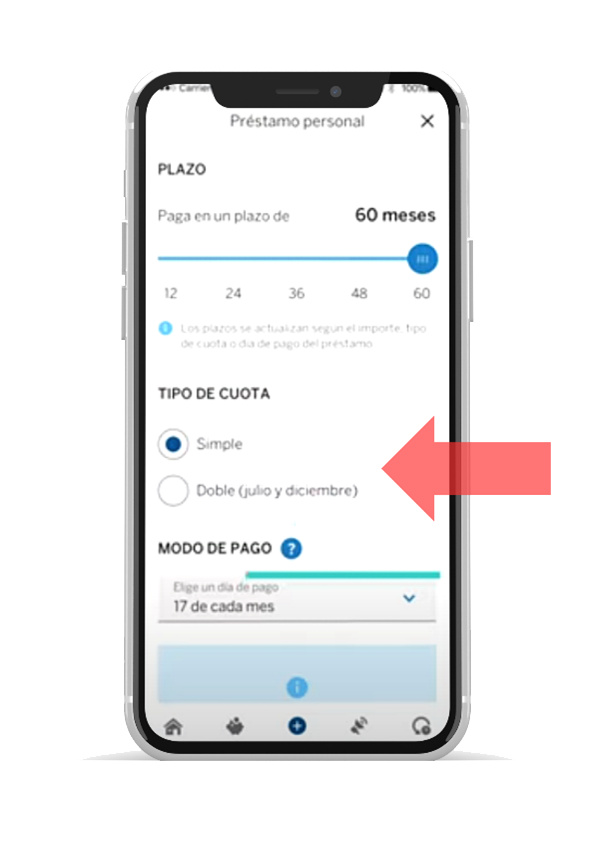 Carrier
100%
Préstamo personal
PLAZO
Paga en un plazo de 60 meses
12 24 36 48 60
Los plazos se actualizan según el importe, tipo
de cuota o día de pago del préstamo
TIPO DE CUOTA
Simple
Doble (julio y diciembre)
MODO DE PAGO ?
Elige un día de pago
17 de cada mes